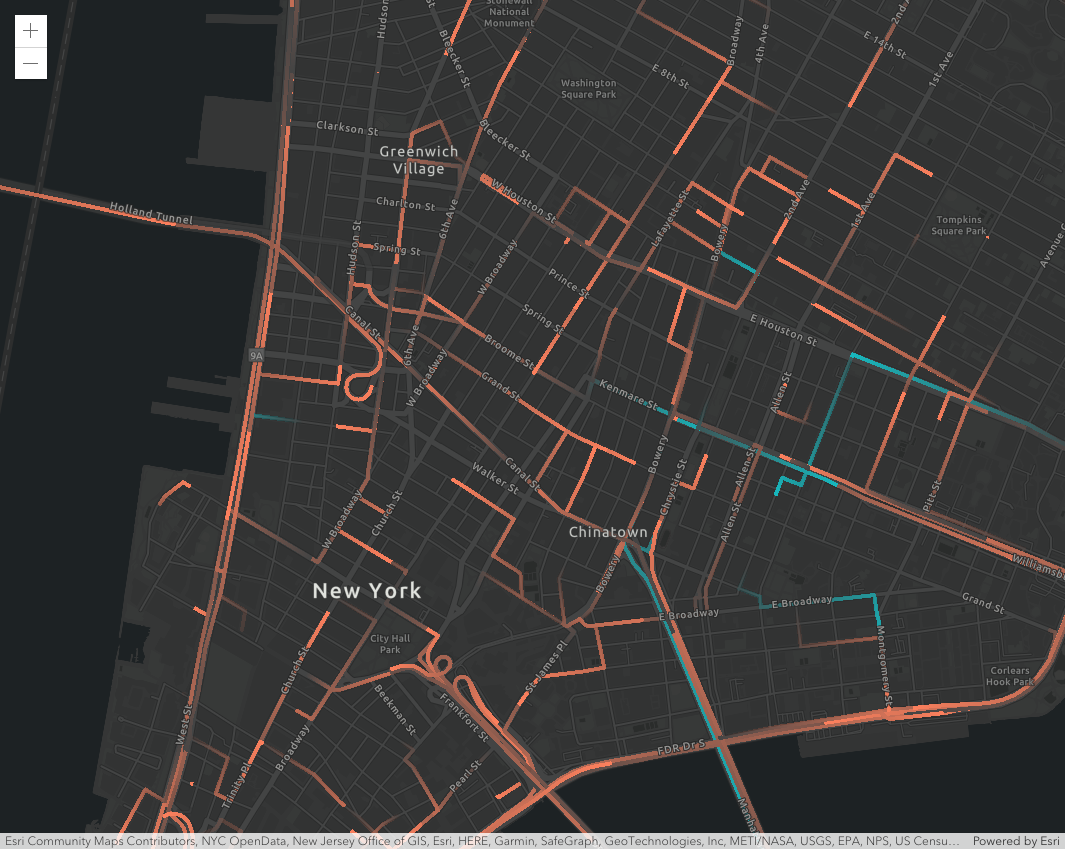 Stonewall
National
Monument
Hudson
St
Bleecker St
Broadway
4th Ave
2nd A
E 14th St
1st Ave
E 8th St
Washington
Square Park
Clarkson St
Bleecker St
Greenwich
Village
W Houston St
Charlton St
6th Ave
Lafayette St
2nd Ave
1st Ave
Tompkins
Square Park
Avenue C
Holland Tunnel
Hudson St
Spring St
W Broadway
Bowery
Prince St
Canal St
Spring St
E Houston St
9A
6th Ave
Broome St
W Broadway
Grand St
Kenmare St
Allen St
Bowery
Walker St
Canal St
Chrystie St
Allen St
Pitt St
W Broadway
Church St
Allen St
Chinatown
Bowery
Williamsb
New York
E Broadway
E Broadway
Grand St
City Hall
Park
St James Pl
Montgomery St
Church St
Corlears
Hook Park
West St
Beekman St
Frankfort St
Broadway
FDR Dr S
Trinity Pl
Pearl St
Manha
Esri Community Maps Contributors, NYC OpenData, New Jersey Office of GIS, Esri, HERE, Garmin, SafeGraph, GeoTechnologies, Inc, METI/NASA, USGS, EPA, NPS, US Censu… Powered by Esri